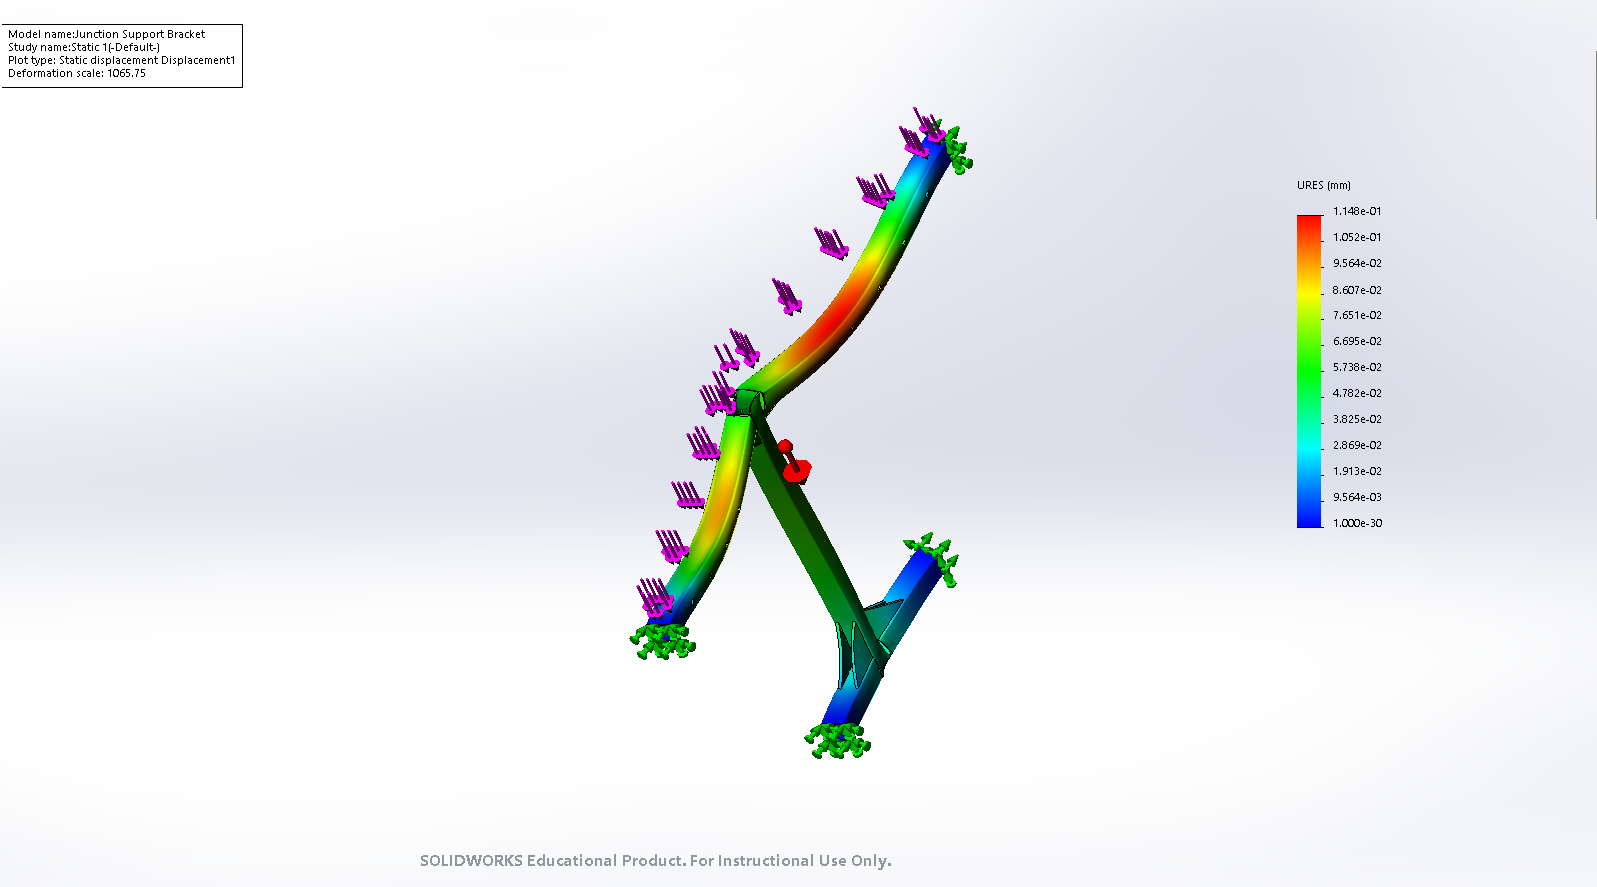 Model name:Junction Support Bracket
Study name:Static 1(-Default-)
Plot type: Static displacement Displacement1
Deformation scale: 1065.75
URES (mm)
1.148e-01
1.052e-01
9.564e-02
8.607e-02
7.651e-02
6.695e-02
5.738e-02
4.782e-02
3.825e-02
2.869e-02
1.913e-02
9.564e-03
1.000e-30
SOLIDWORKS Educational Product. For Instructional Use Only.